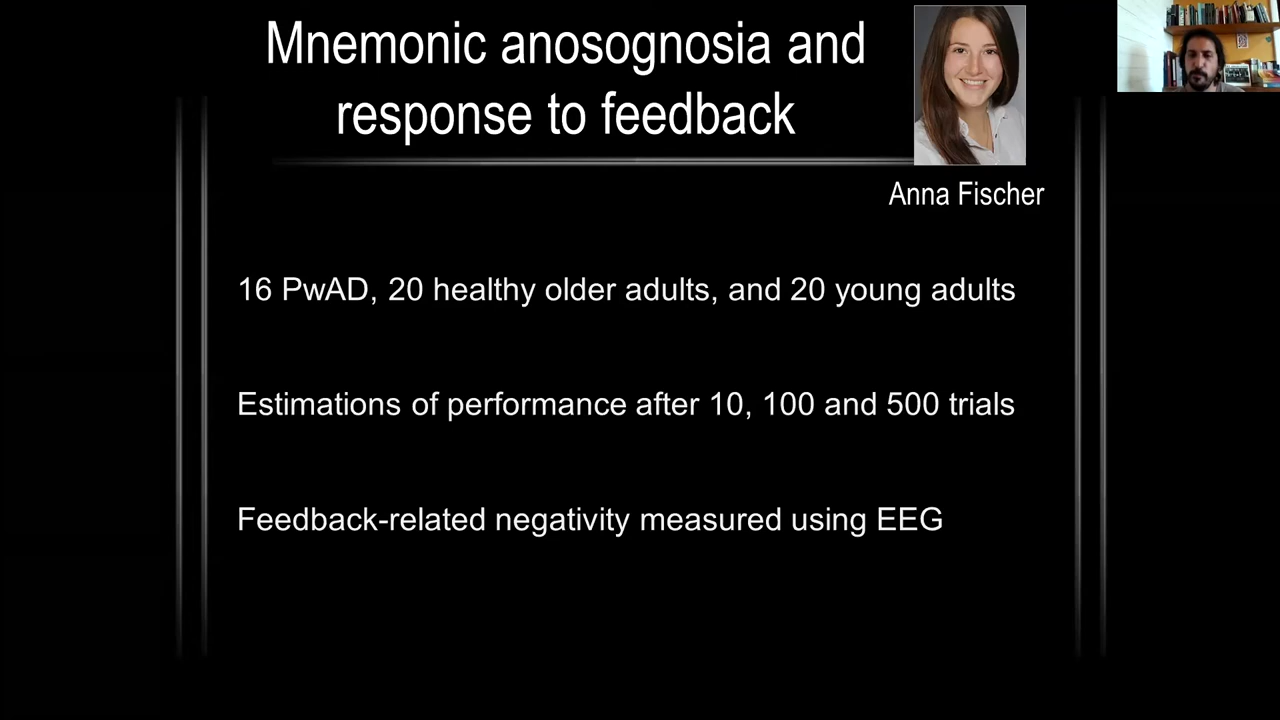 Mnemonic anosognosia and
response to feedback
Anna Fischer
16 PwAD, 20 healthy older adults, and 20 young adults
Estimations of performance after 10, 100 and 500 trials
Feedback-related negativity measured using EEG